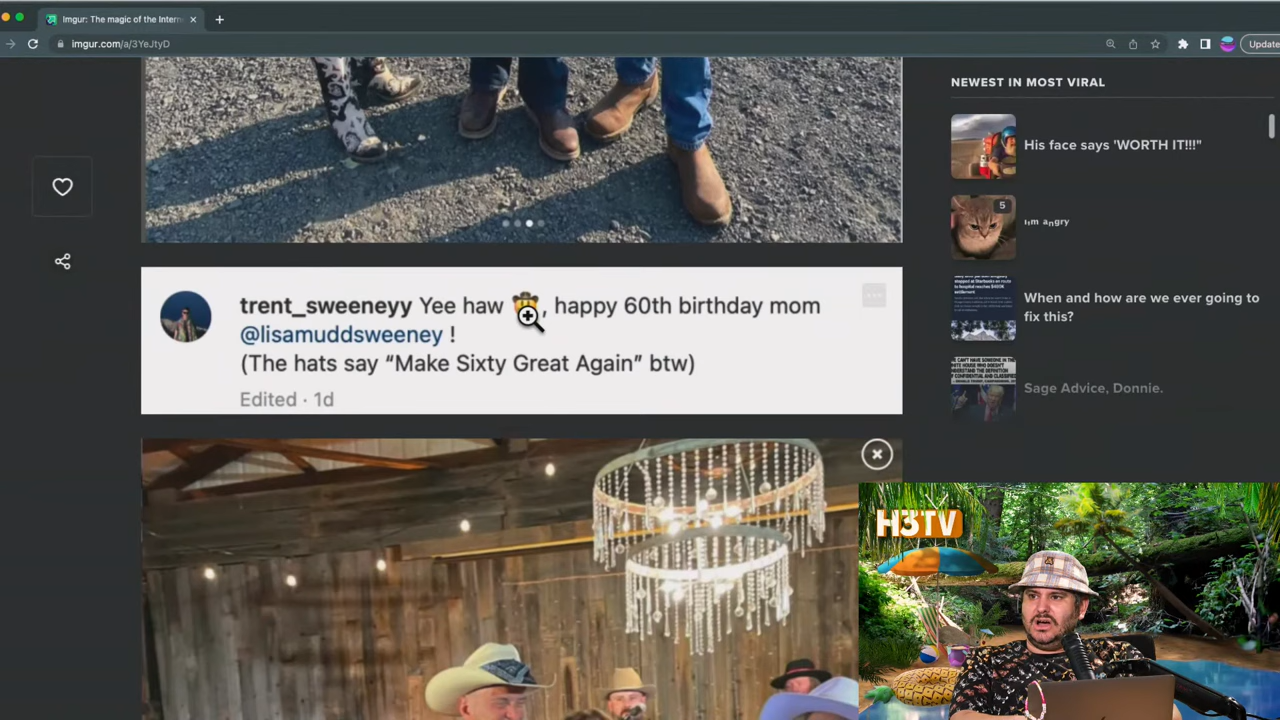 Imgur: The magic of the Intern
imgur.com/a/3YeJtyD
Update
NEWEST IN MOST VIRAL
His face says 'WORTH IT!!!"
5
I'm angry
When and how are we ever going to
fix this?
Sage Advice, Donnie.
Yee haw , happy 60th birthday mom
@lisamuddsweeney !
(The hats say “Make Sixty Great Again” btw)
Edited · 1d
H3TV